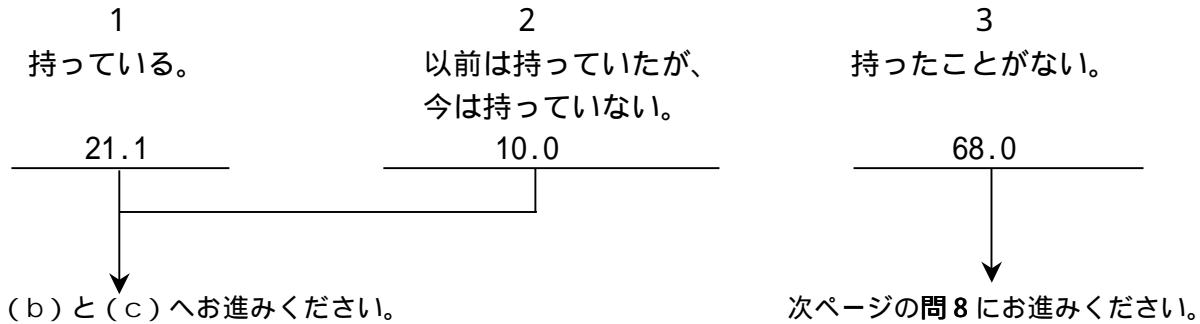 1 2 3
持っている。 以前は持っていたが、 持ったことがない。
今は持っていない。
21.1 10.0 68.0
(b)と(c)へお進みください。 次ページの問8にお進みください。